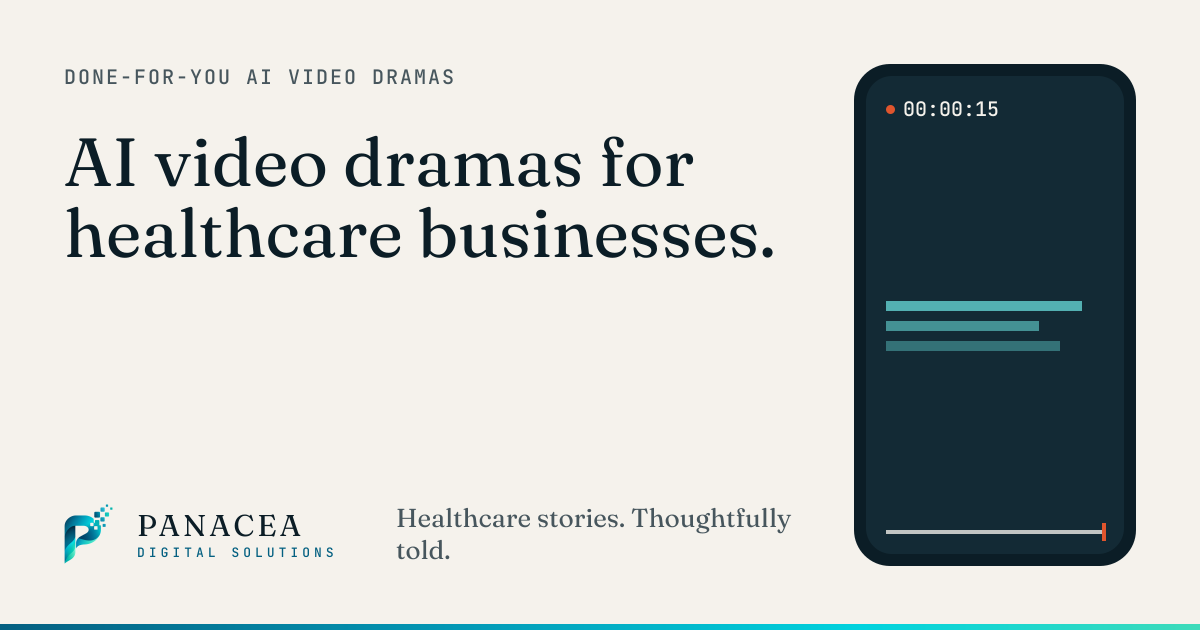 DONE-FOR-YOU AI VIDEO DRAMAS
AI video dramas for
healthcare businesses.
00:00:15
PANACEA
DIGITAL SOLUTIONS
Healthcare stories. Thoughtfully
told.